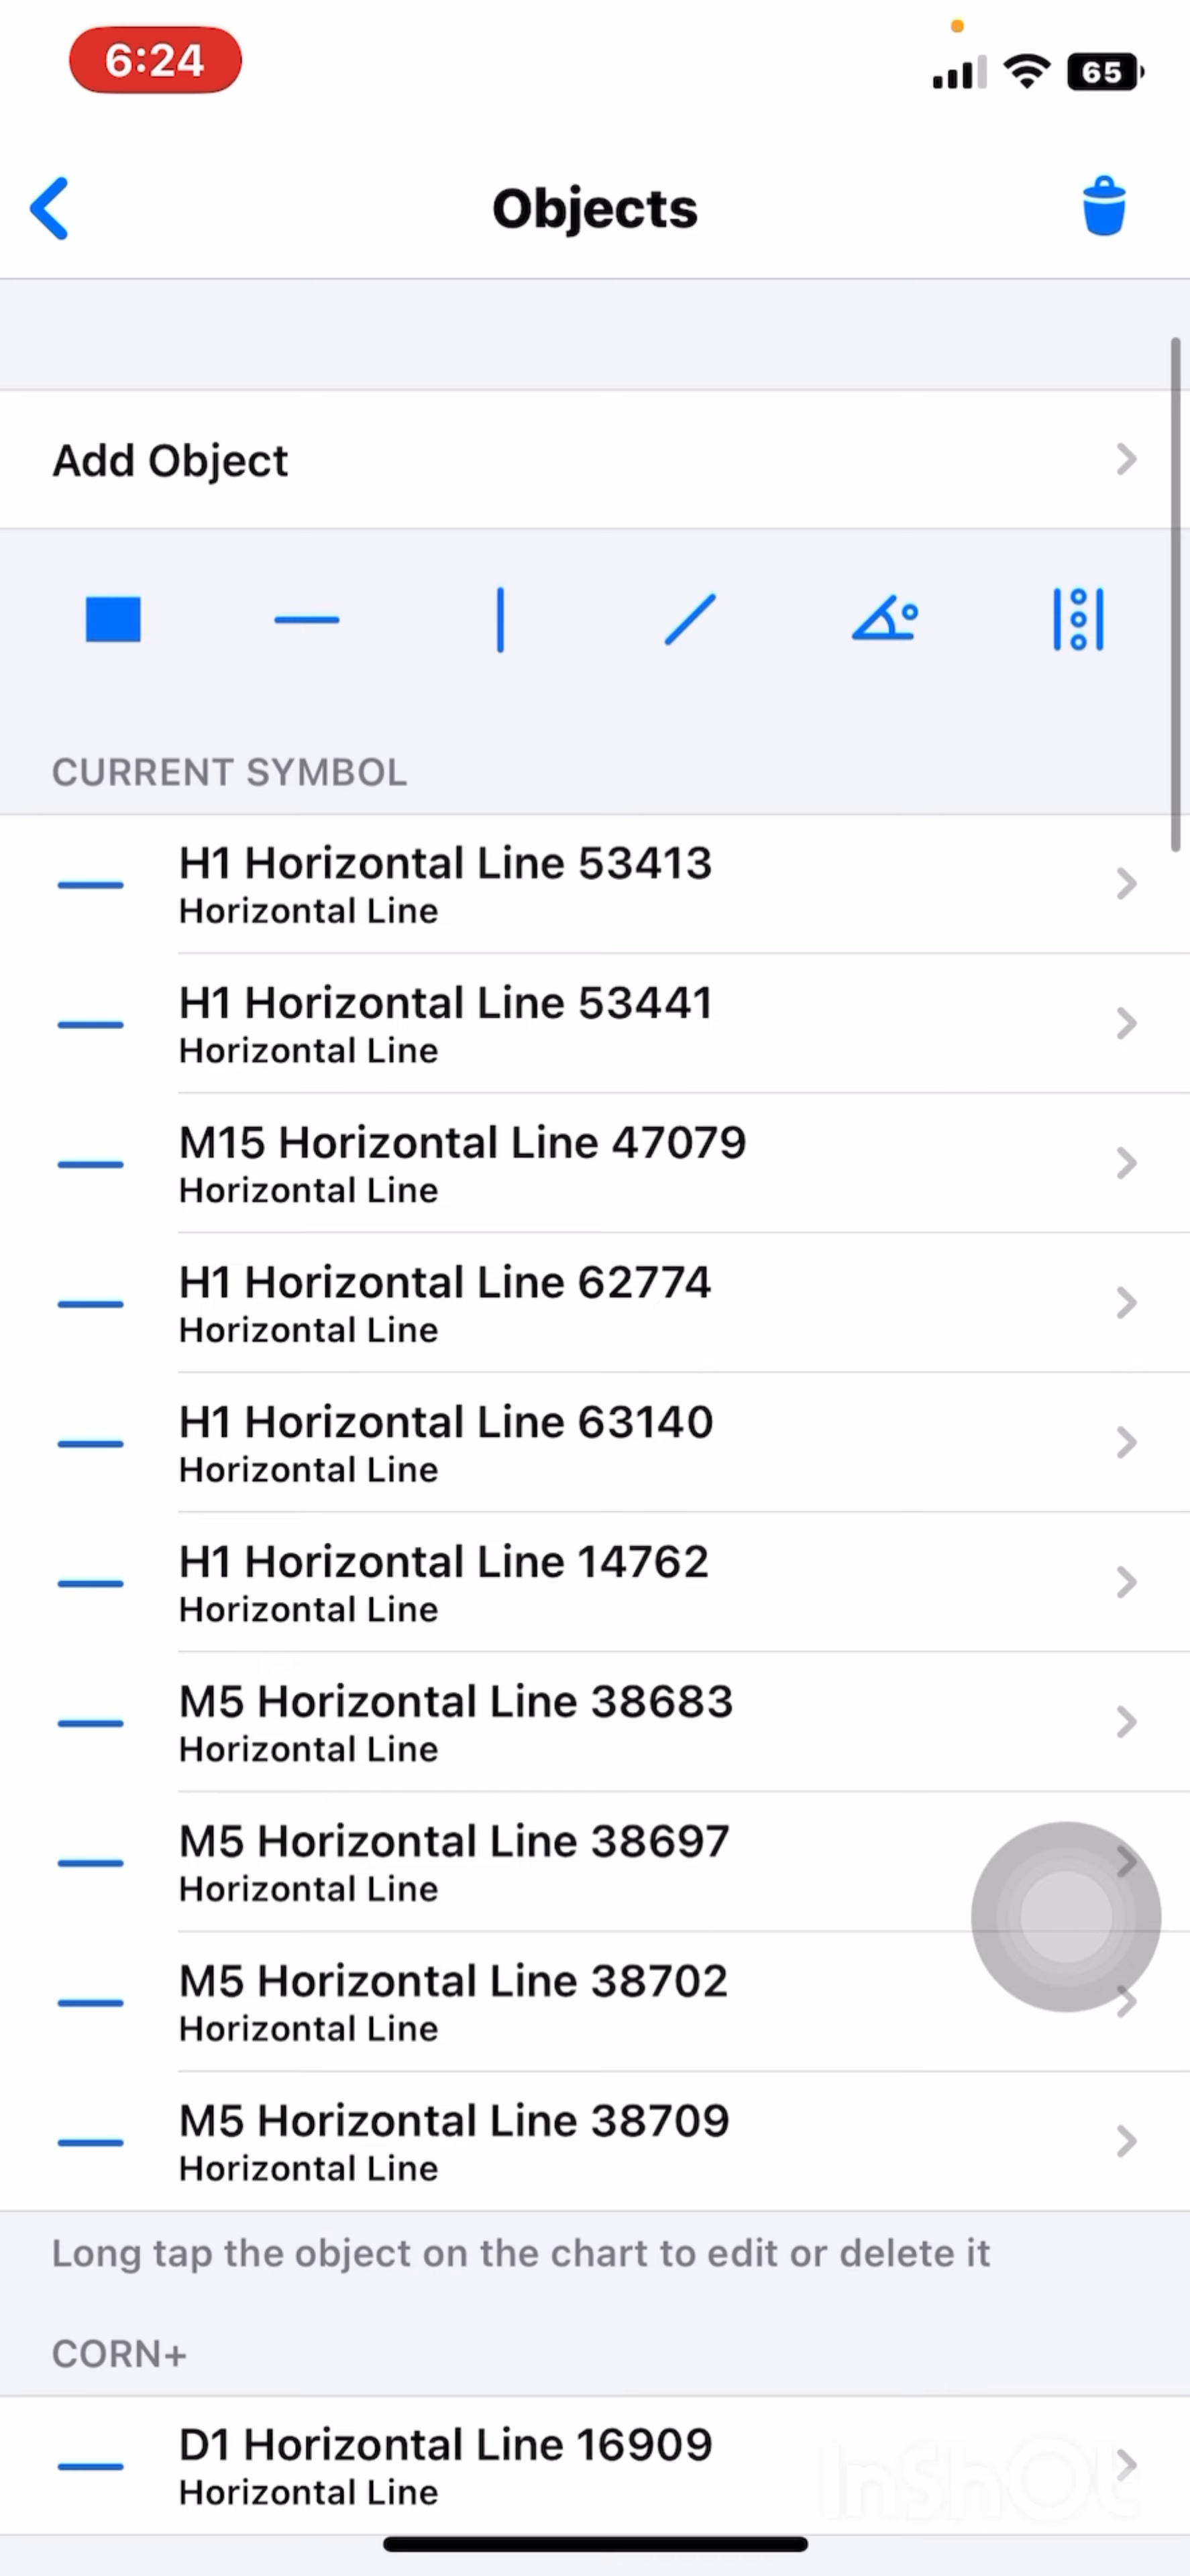 6:24
65
Objects
Add Object
CURRENT SYMBOL
H1 Horizontal Line 53413
Horizontal Line
H1 Horizontal Line 53441
Horizontal Line
M15 Horizontal Line 47079
Horizontal Line
H1 Horizontal Line 62774
Horizontal Line
H1 Horizontal Line 63140
Horizontal Line
H1 Horizontal Line 14762
Horizontal Line
M5 Horizontal Line 38683
Horizontal Line
M5 Horizontal Line 38697
Horizontal Line
M5 Horizontal Line 38702
Horizontal Line
M5 Horizontal Line 38709
Horizontal Line
Long tap the object on the chart to edit or delete it
CORN+
D1 Horizontal Line 16909
Horizontal Line
InShOt